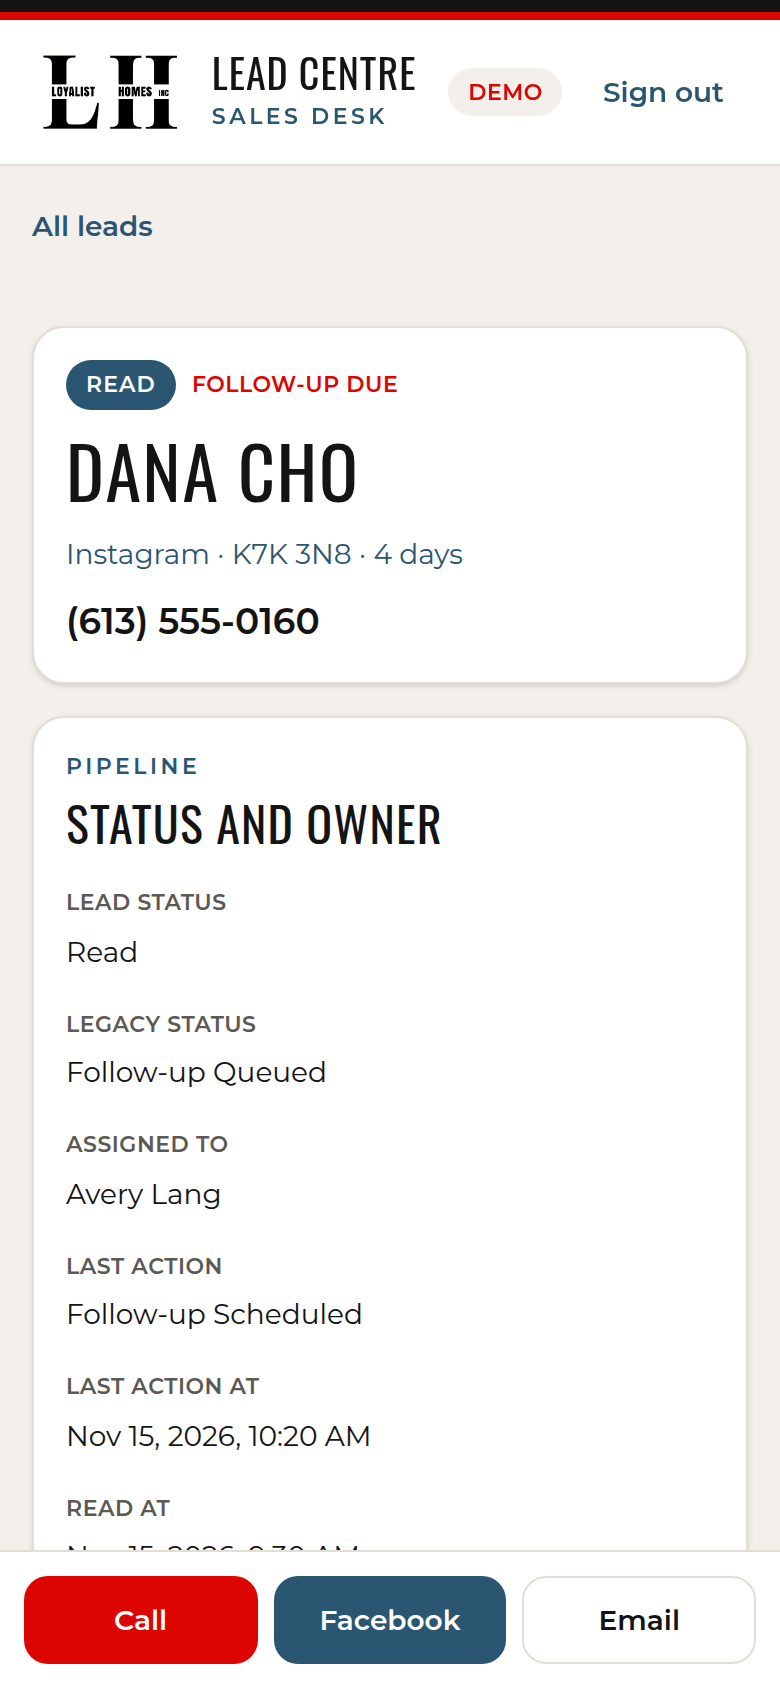 LOYALIST HOMES INC
LEAD CENTRE
SALES DESK
DEMO
Sign out
All leads
READ
FOLLOW-UP DUE
DANA CHO
Instagram · K7K 3N8 · 4 days
(613) 555-0160
PIPELINE
STATUS AND OWNER
LEAD STATUS
Read
LEGACY STATUS
Follow-up Queued
ASSIGNED TO
Avery Lang
LAST ACTION
Follow-up Scheduled
LAST ACTION AT
Nov 15, 2026, 10:20 AM
READ AT
Call
Facebook
Email